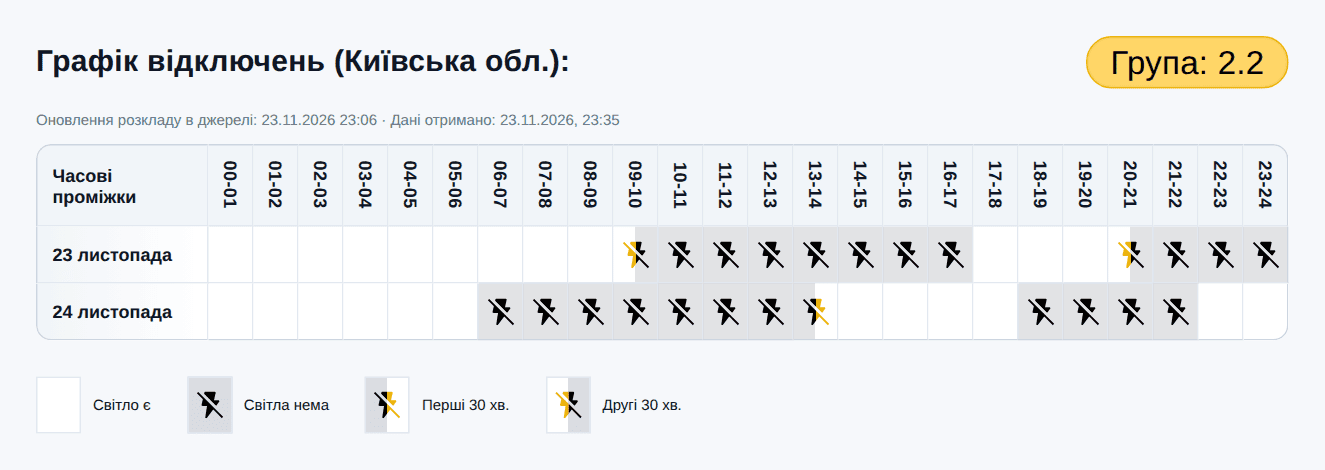 Графік відключень (Київська обл.):
Група: 2.2
Оновлення розкладу в джерелі: 23.11.2026 23:06 · Дані отримано: 23.11.2026, 23:35
Часові
проміжки
00-01
01-02
02-03
03-04
04-05
05-06
06-07
07-08
08-09
09-10
10-11
11-12
12-13
13-14
14-15
15-16
16-17
17-18
18-19
19-20
20-21
21-22
22-23
23-24
23 листопада
24 листопада
Світло є
Світла нема
Перші 30 хв.
Другі 30 хв.